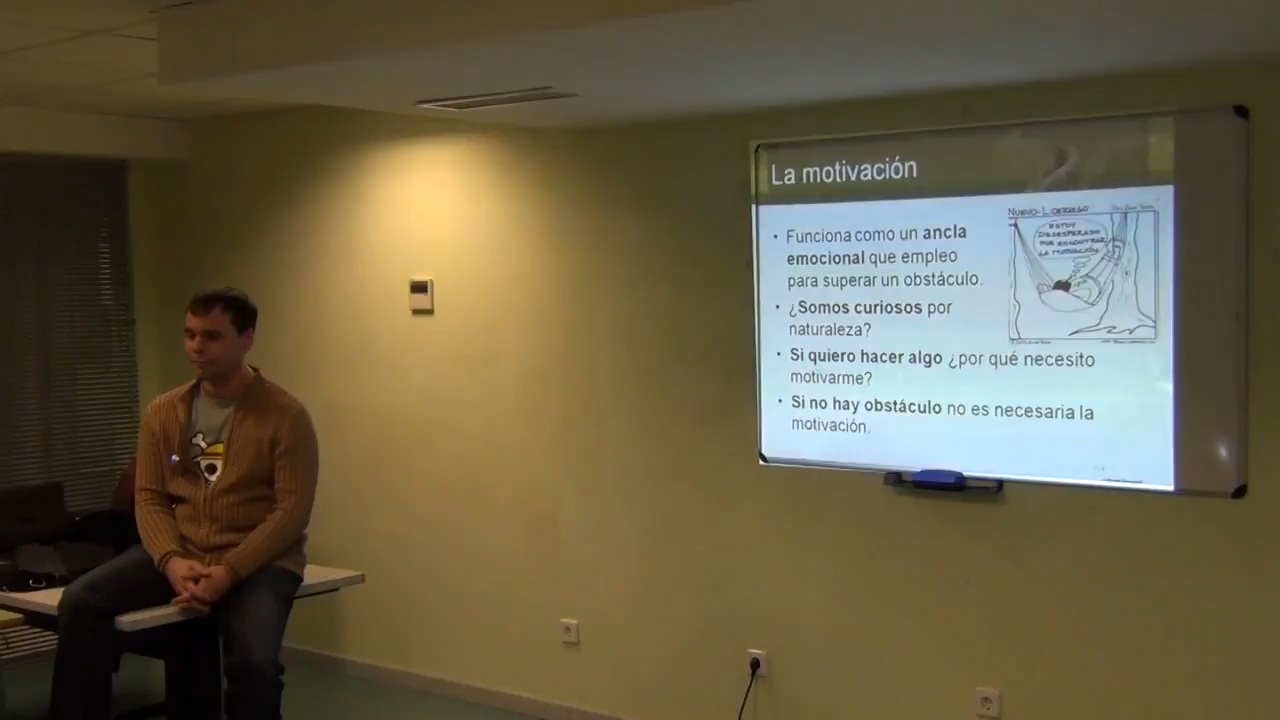 La motivación
• Funciona como un ancla
emocional que empleo
para superar un obstáculo.
• ¿Somos curiosos por
naturaleza?
• Si quiero hacer algo ¿por qué necesito
motivarme?
• Si no hay obstáculo no es necesaria la
motivación.
NUEVO LIDERAZGO
ESTOY
DESESPERADO
POR ENCONTRAR
LA MOTIVACIÓN